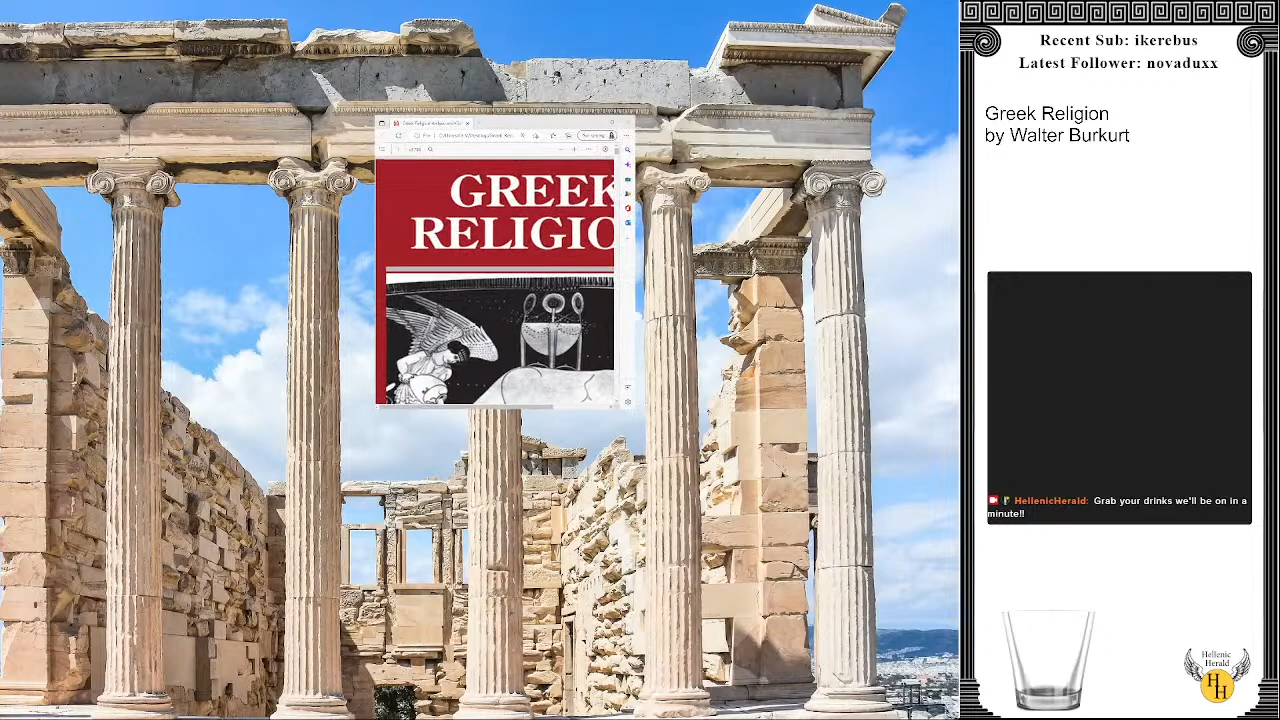 Recent Sub: ikerebus
Latest Follower: novaduxx
Greek Religion
by Walter Burkurt
GREEK
RELIGIO
HellenicHerald: Grab your drinks we'll be on in a
minute!!
Hellenic
Herald
HH